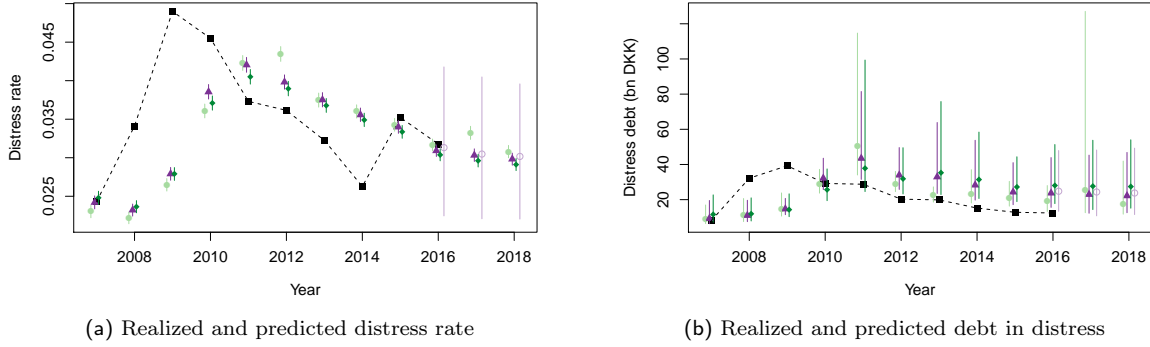 Distress rate
0.045
0.035
0.025
2008 2010 2012 2014 2016 2018
Year
(a) Realized and predicted distress rate
Distress debt (bn DKK)
100
80
60
40
20
2008 2010 2012 2014 2016 2018
Year
(b) Realized and predicted debt in distress